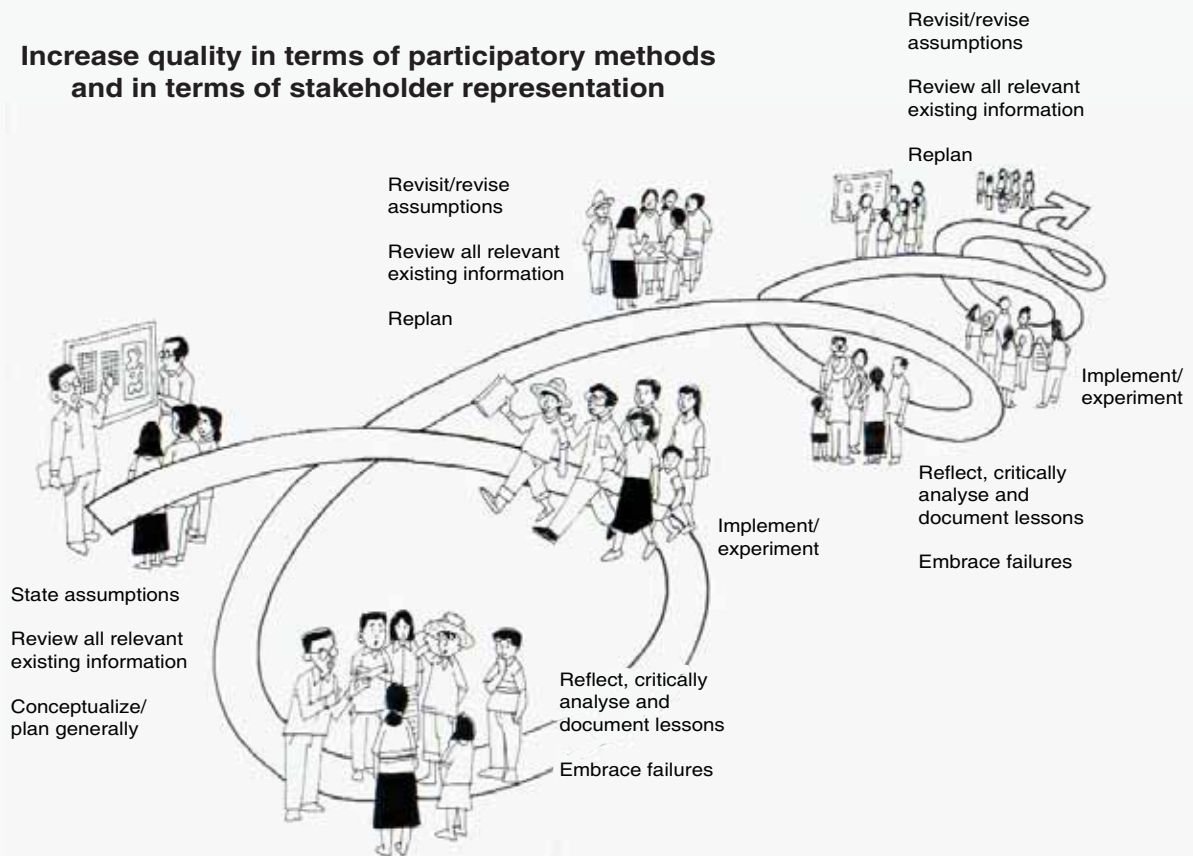 Increase quality in terms of participatory methods
and in terms of stakeholder representation
State assumptions
Review all relevant
existing information
Conceptualize/
plan generally
Implement/
experiment
Reflect, critically
analyse and
document lessons
Embrace failures
Revisit/revise
assumptions
Review all relevant
existing information
Replan
Implement/
experiment
Reflect, critically
analyse and
document lessons
Embrace failures
Revisit/revise
assumptions
Review all relevant
existing information
Replan